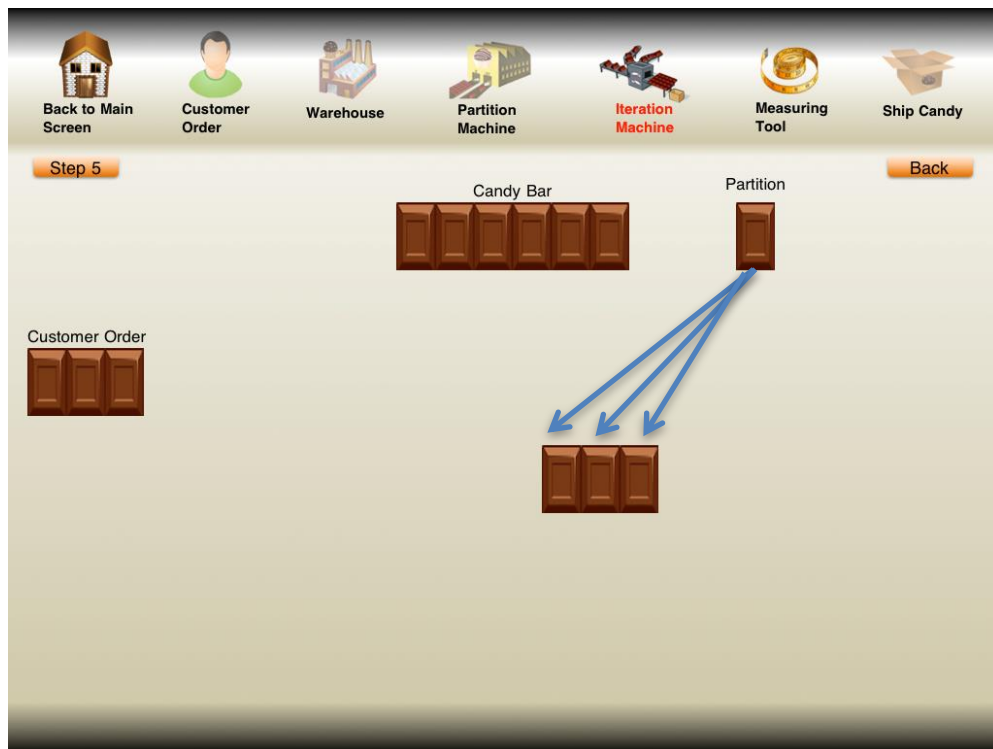 Back to Main
Screen
Customer
Order
Warehouse
Partition
Machine
Iteration
Machine
Measuring
Tool
Ship Candy
Step 5
Back
Candy Bar
Partition
Customer Order